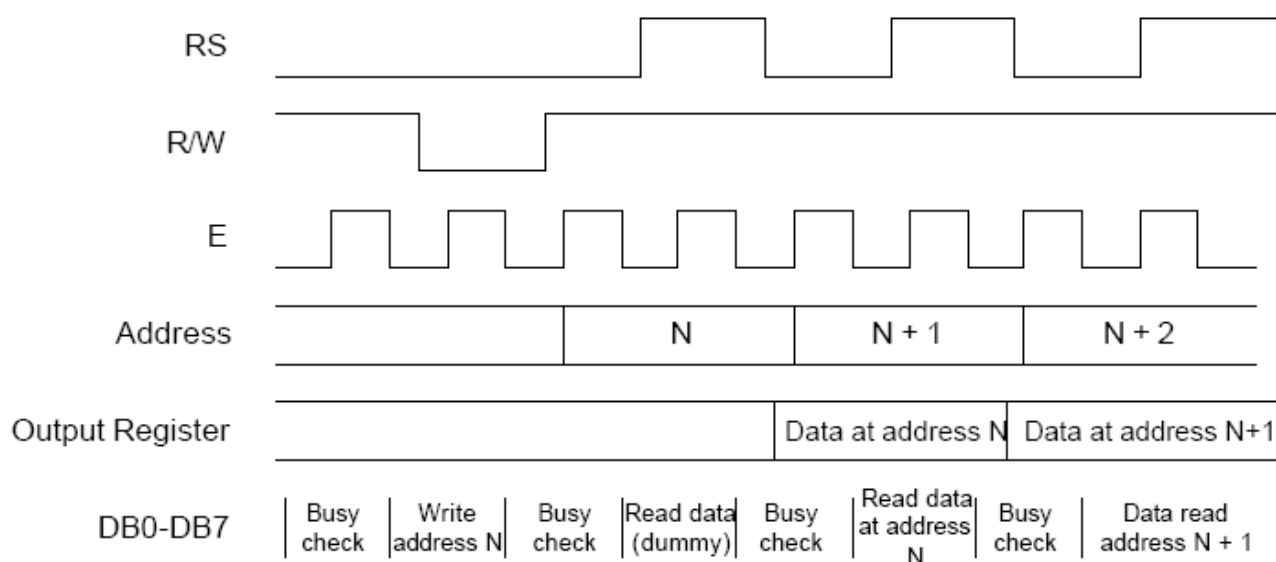 RS
R/W
E
Address
N
N + 1
N + 2
Output Register
Data at address N
Data at address N+1
DB0-DB7
Busy
check
Write
address N
Busy
check
Read data
(dummy)
Busy
check
Read data
at address
N
Busy
check
Data read
address N + 1